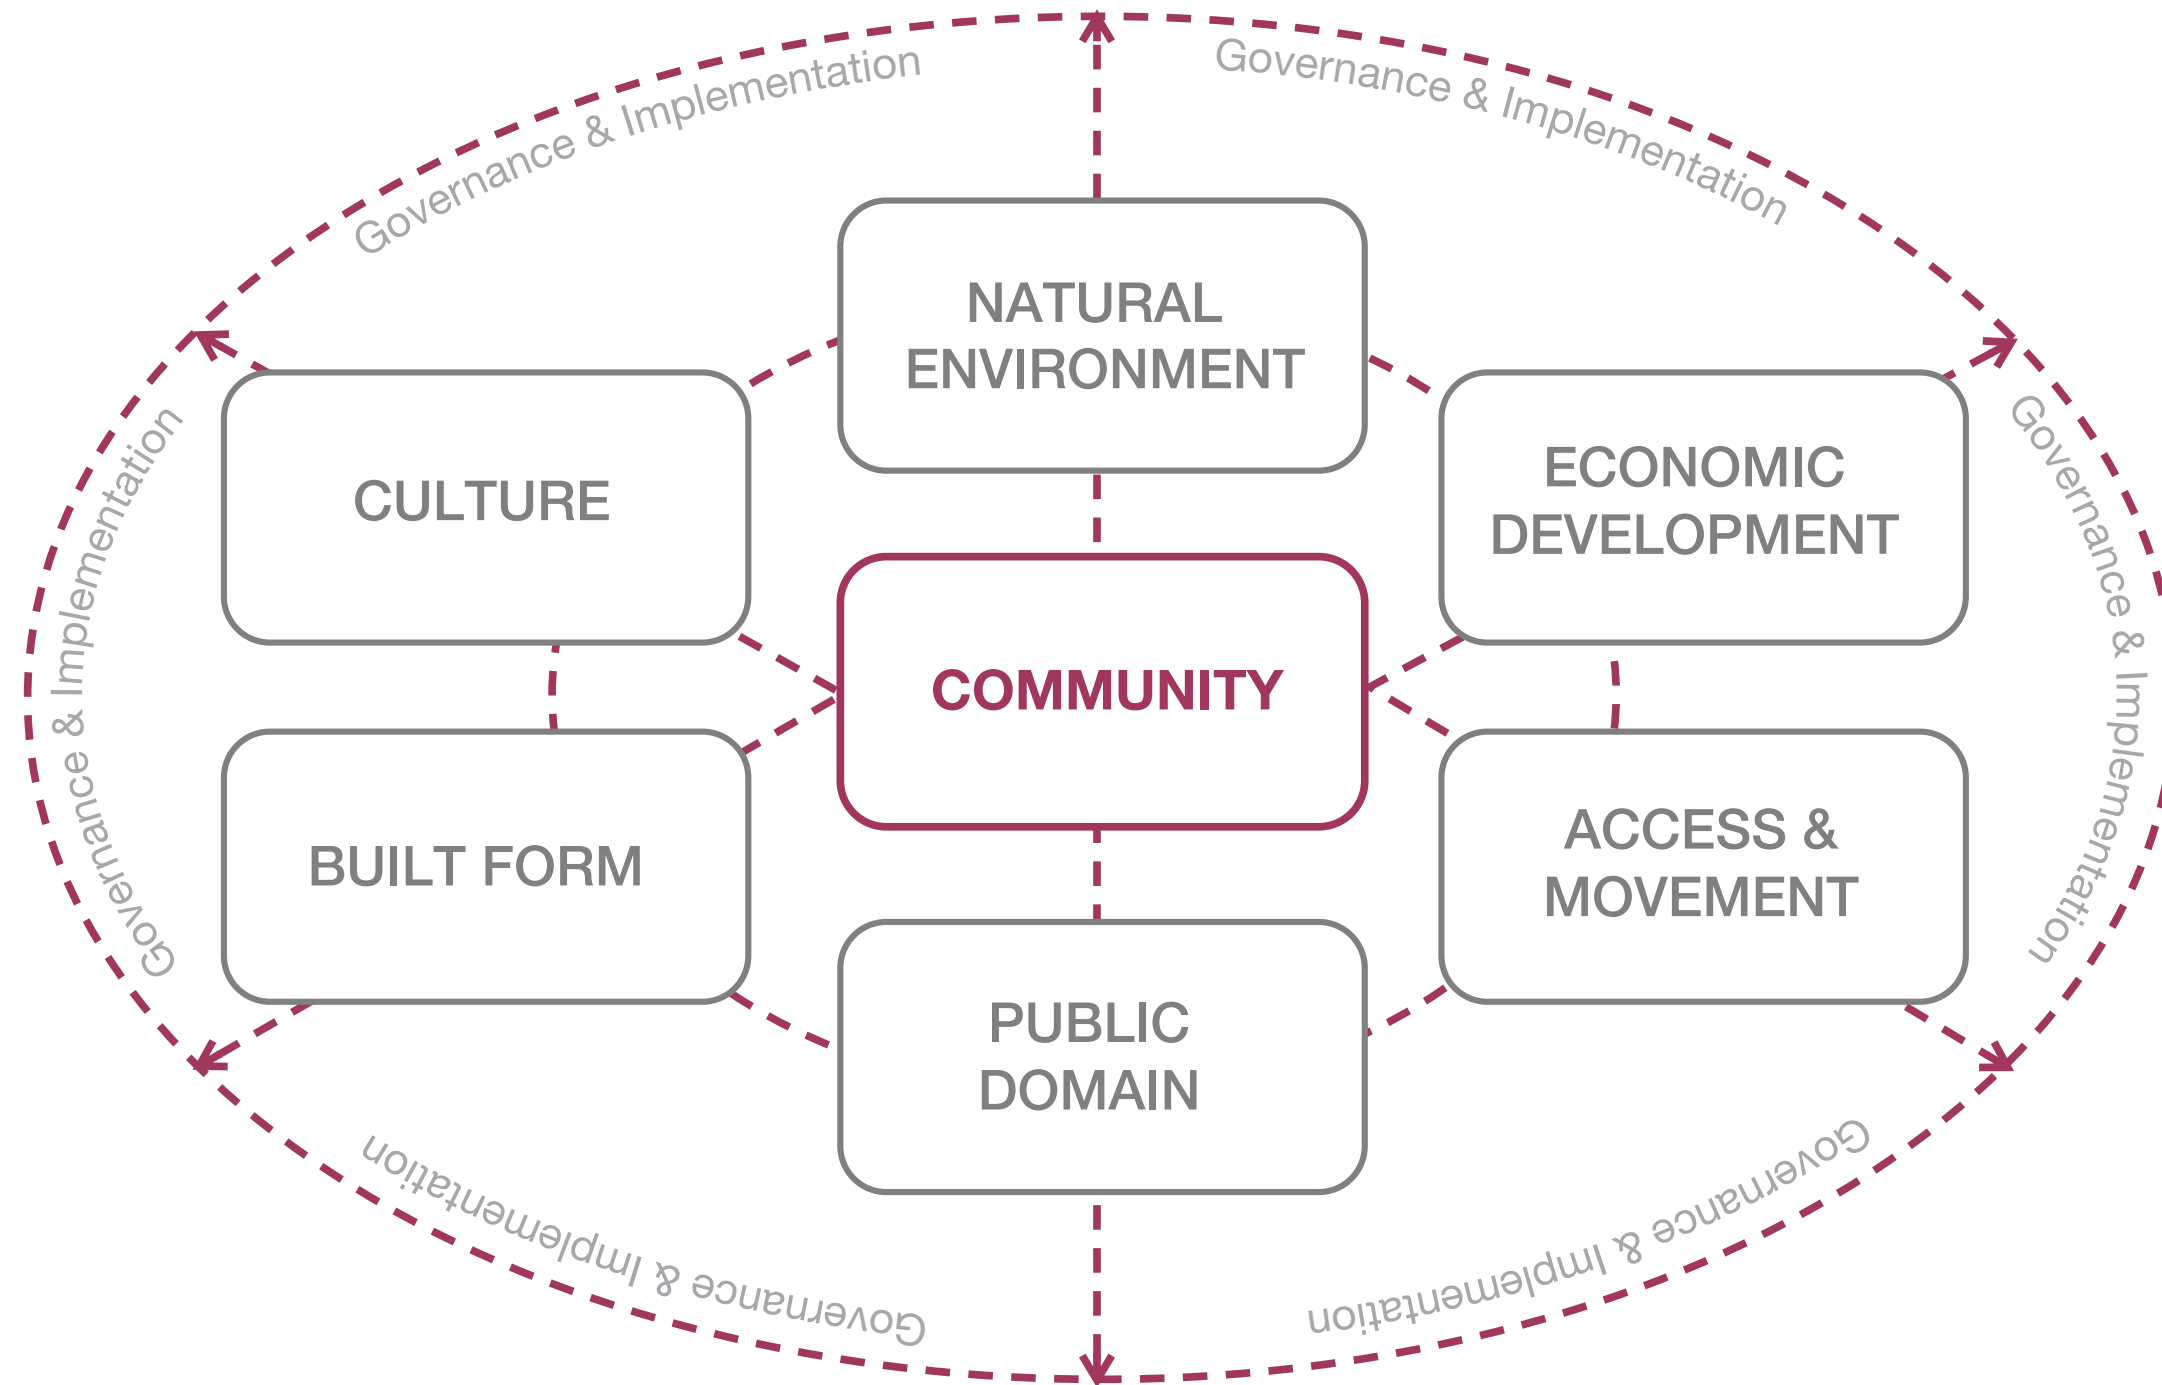 Governance & Implementation
Governance & Implementation
NATURAL
ENVIRONMENT
CULTURE
ECONOMIC
DEVELOPMENT
Governance & Implementation
Governance & Implementation
COMMUNITY
BUILT FORM
ACCESS &
MOVEMENT
PUBLIC
DOMAIN
Governance & Implementation
Governance & Implementation